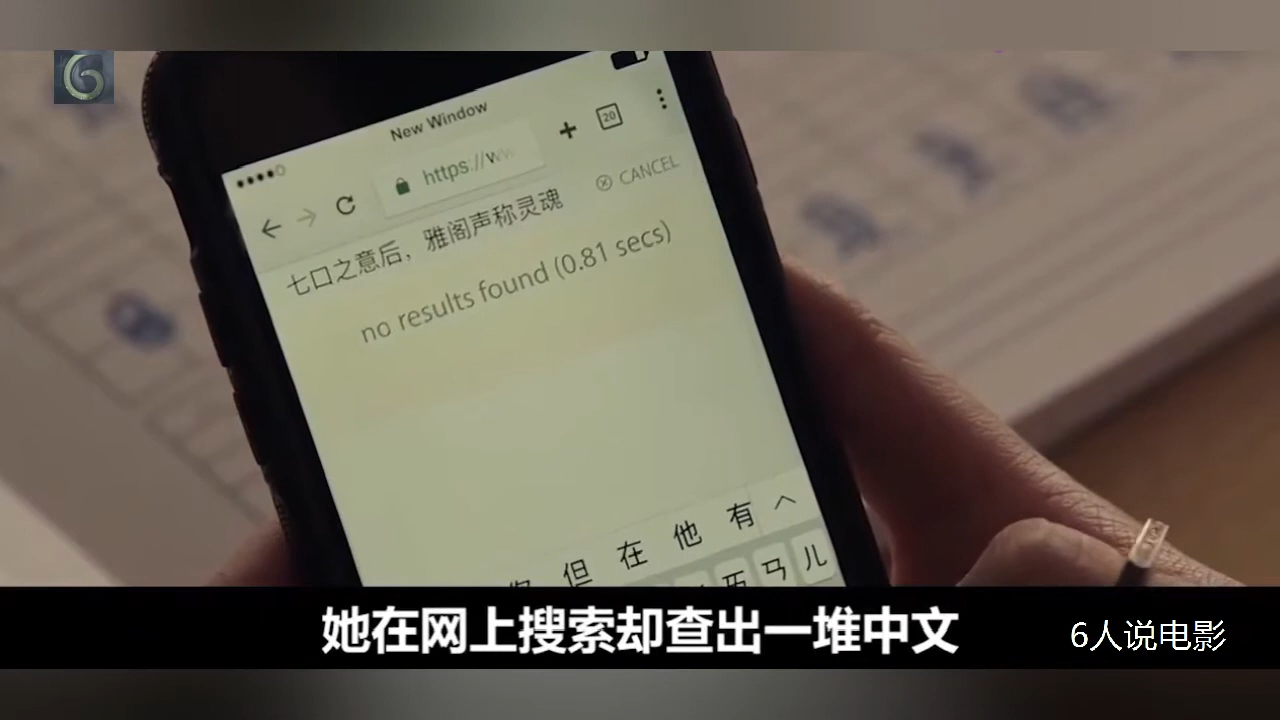 New Window
https://ww
20
CANCEL
七口之意后，雅阁声称灵魂
no results found (0.81 secs)
但 在 他 有
ㄞ ㄢ ㄦ
她在网上搜索却查出一堆中文
6人说电影